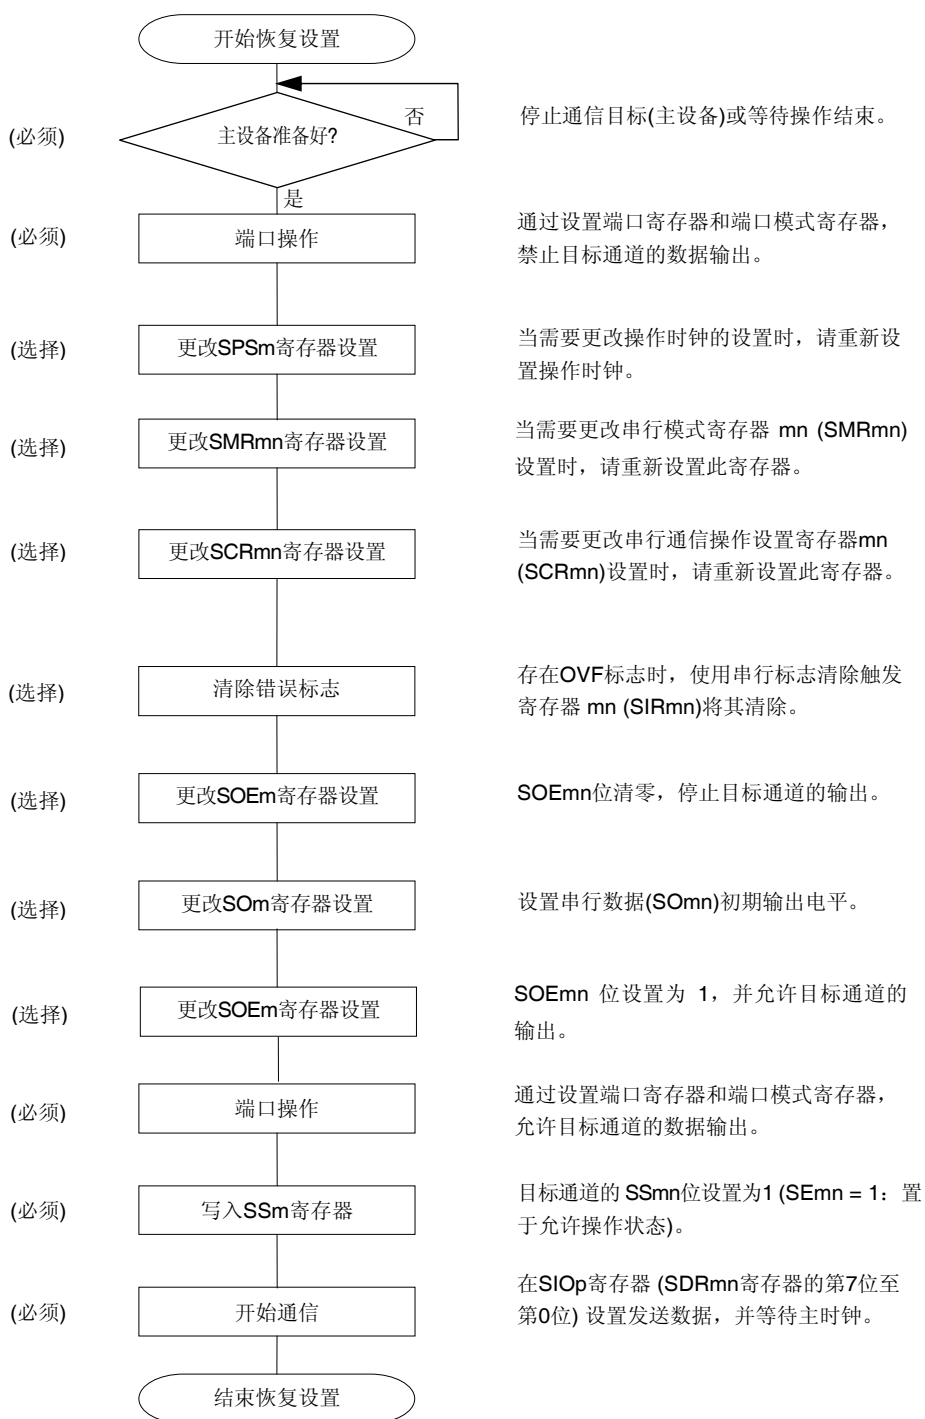 开始恢复设置
(必须)
主设备准备好?
否
停止通信目标(主设备)或等待操作结束。
是
(必须)
端口操作
通过设置端口寄存器和端口模式寄存器，
禁止目标通道的数据输出。
(选择)
更改SPSm寄存器设置
当需要更改操作时钟的设置时，请重新设
置操作时钟。
(选择)
更改SMRmn寄存器设置
当需要更改串行模式寄存器 mn (SMRmn)
设置时，请重新设置此寄存器。
(选择)
更改SCRmn寄存器设置
当需要更改串行通信操作设置寄存器mn
(SCRmn)设置时，请重新设置此寄存器。
(选择)
清除错误标志
存在OVF标志时，使用串行标志清除触发
寄存器 mn (SIRmn)将其清除。
(选择)
更改SOEm寄存器设置
SOEmn位清零，停止目标通道的输出。
(选择)
更改SOm寄存器设置
设置串行数据(SOmn)初期输出电平。
(选择)
更改SOEm寄存器设置
SOEmn 位设置为 1，并允许目标通道的
输出。
(必须)
端口操作
通过设置端口寄存器和端口模式寄存器，
允许目标通道的数据输出。
(必须)
写入SSm寄存器
目标通道的 SSmn位设置为1 (SEmn = 1：置
于允许操作状态)。
(必须)
开始通信
在SIOp寄存器 (SDRmn寄存器的第7位至
第0位) 设置发送数据，并等待主时钟。
结束恢复设置